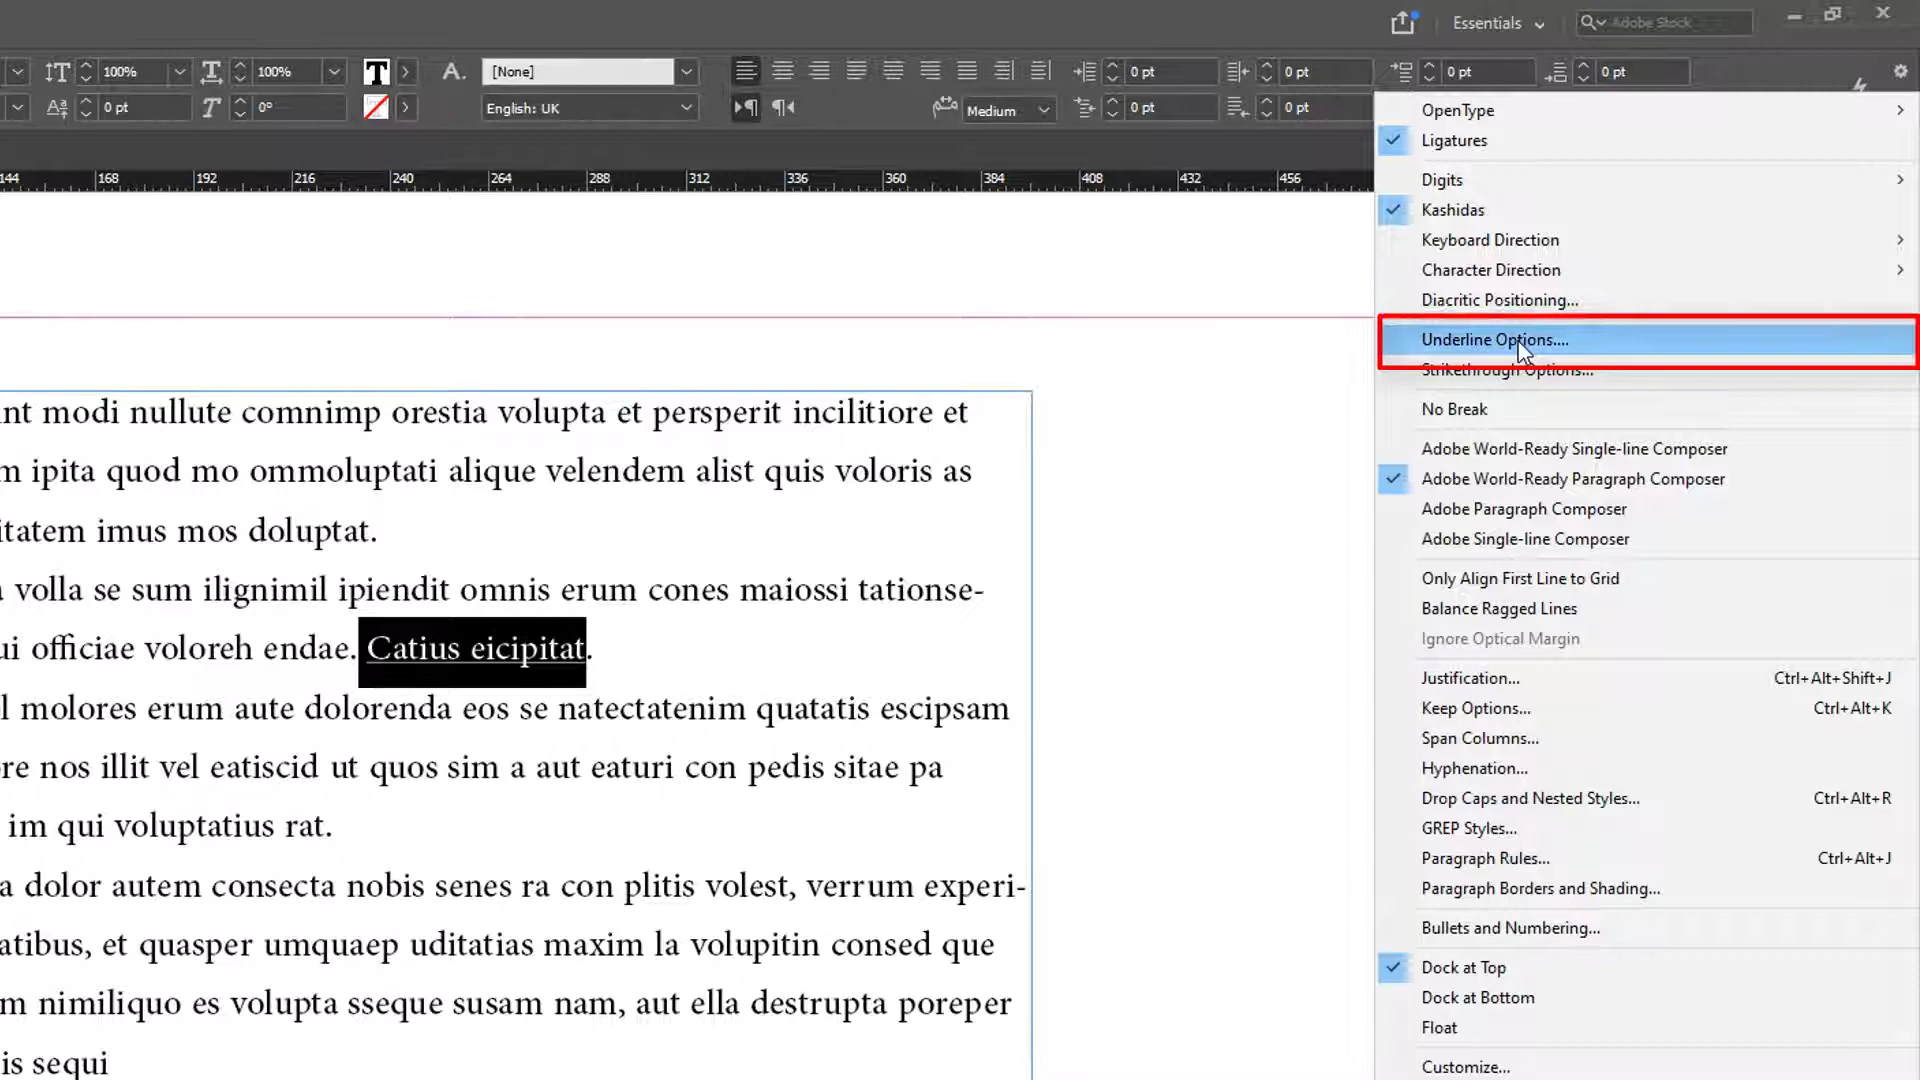 Essentials
Adobe Stock
100%
100%
[None]
0 pt
0 pt
0 pt
0 pt
0 pt
0°
English: UK
Medium
0 pt
0 pt
144 168 192 216 240 264 288 312 336 360 384 408 432 456
OpenType
Ligatures
Digits
Kashidas
Keyboard Direction
Character Direction
Diacritic Positioning...
Underline Options....
Strikethrough Options...
No Break
Adobe World-Ready Single-line Composer
Adobe World-Ready Paragraph Composer
Adobe Paragraph Composer
Adobe Single-line Composer
Only Align First Line to Grid
Balance Ragged Lines
Ignore Optical Margin
Justification... Ctrl+Alt+Shift+J
Keep Options... Ctrl+Alt+K
Span Columns...
Hyphenation...
Drop Caps and Nested Styles... Ctrl+Alt+R
GREP Styles...
Paragraph Rules... Ctrl+Alt+J
Paragraph Borders and Shading...
Bullets and Numbering...
Dock at Top
Dock at Bottom
Float
Customize...
nt modi nullute comnimp orestia volupta et persperit incilitiore et
m ipita quod mo ommoluptati alique velendem alist quis voloris as
itatem imus mos doluptat.
a volla se sum ilignimil ipiendit omnis erum cones maiossi tationse-
ui officiae voloreh endae. Catius eicipitat.
l molores erum aute dolorenda eos se natectatenim quatatis escipsam
re nos illit vel eatiscid ut quos sim a aut eaturi con pedis sitae pa
im qui voluptatius rat.
a dolor autem consecta nobis senes ra con plitis volest, verrum experi-
atibus, et quasper umquaep uditatias maxim la volupitin consed que
m nimiliquo es volupta sseque susam nam, aut ella destrupta poreper
is sequi